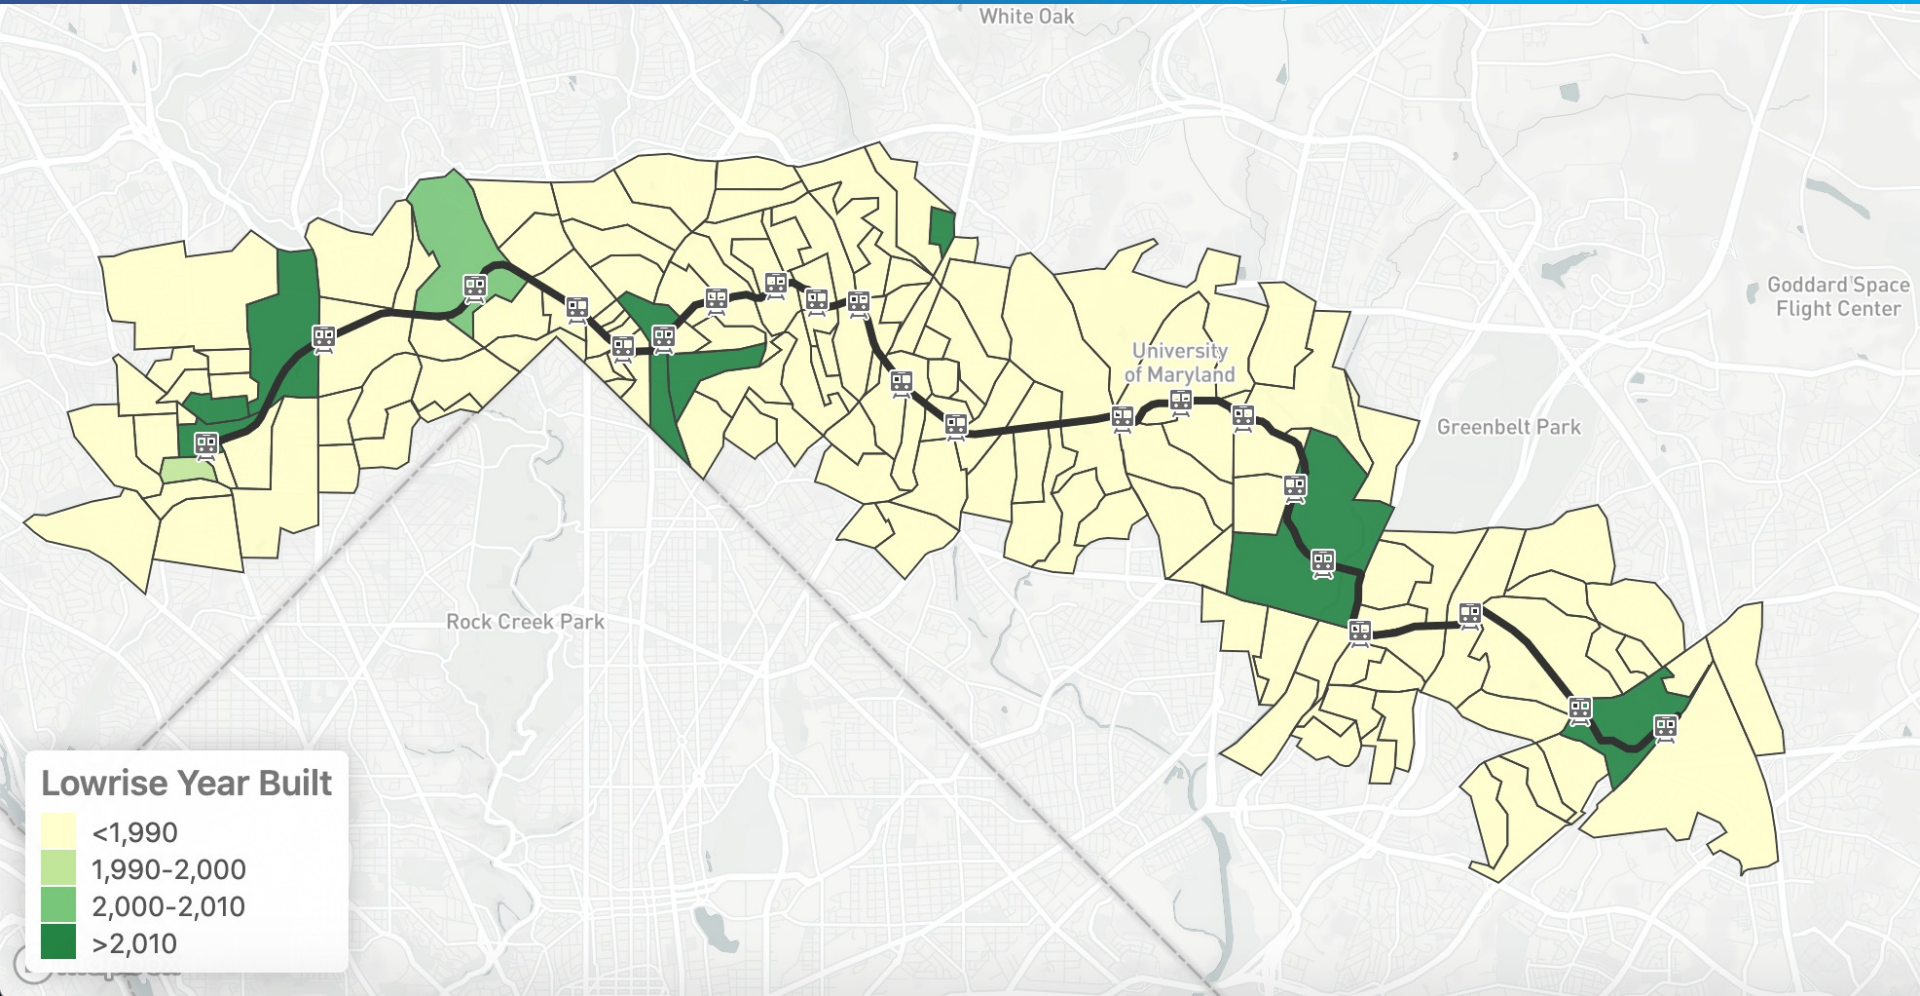 White Oak
Goddard Space
Flight Center
University
of Maryland
Greenbelt Park
Rock Creek Park
Lowrise Year Built
<1,990
1,990-2,000
2,000-2,010
>2,010